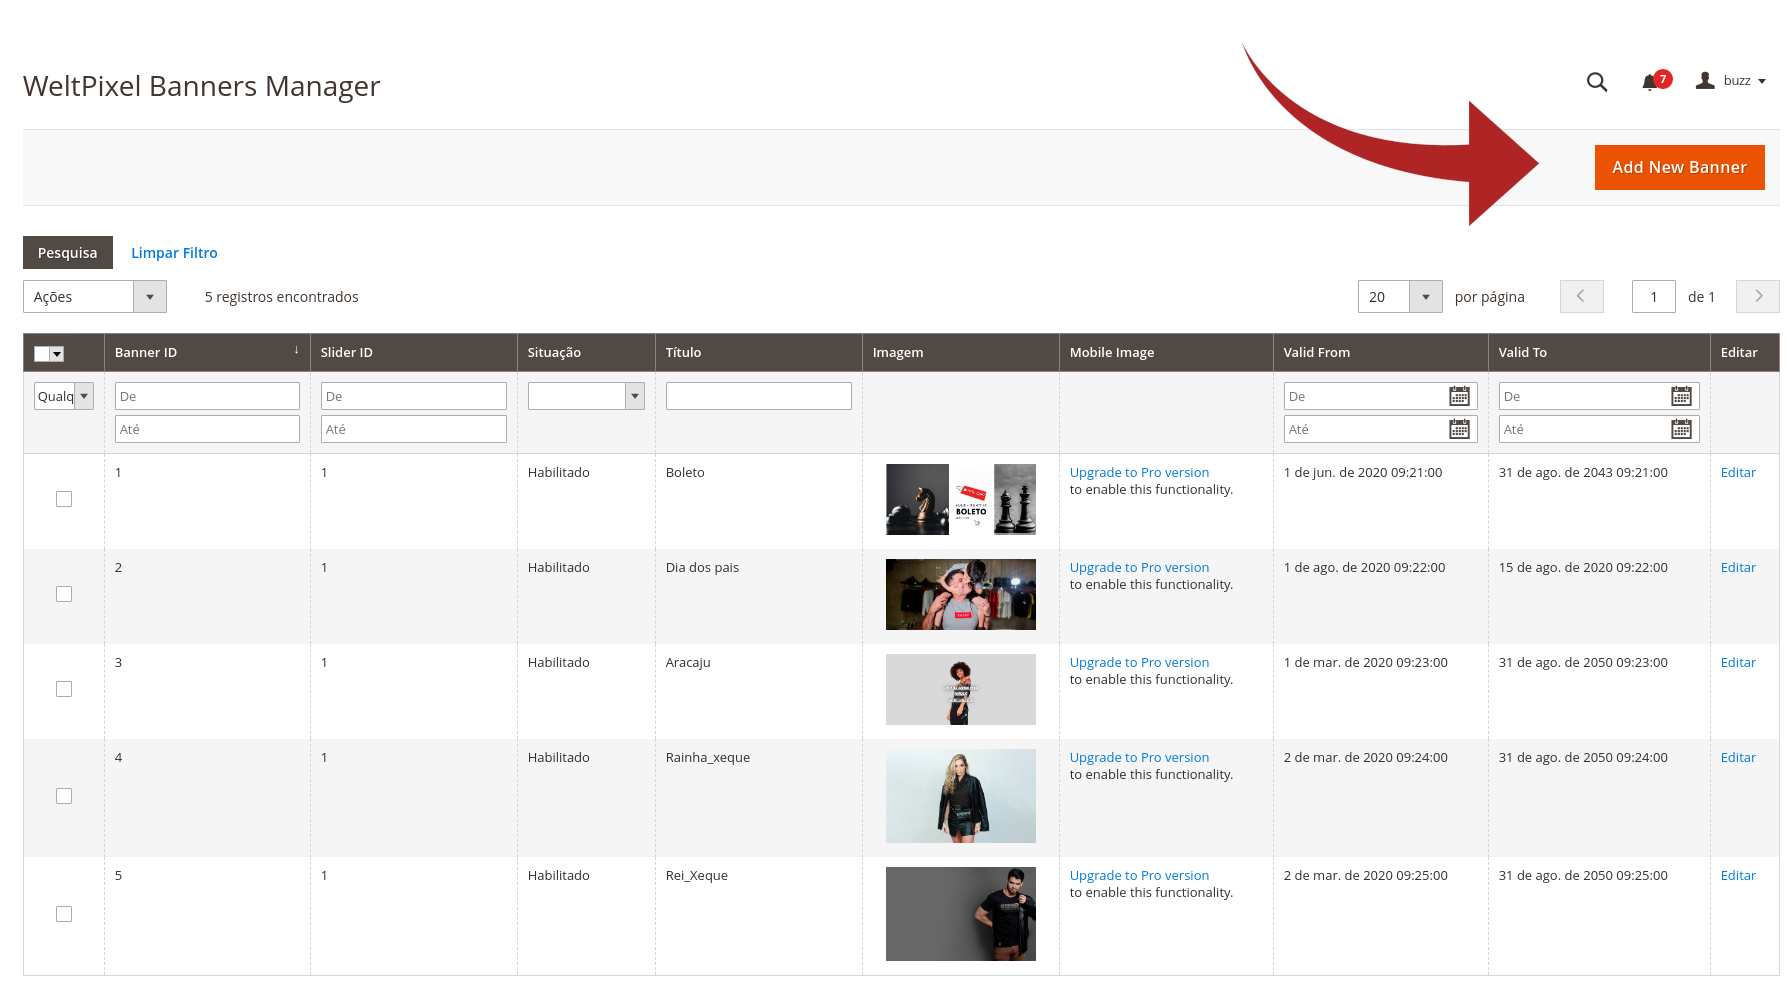 WeltPixel Banners Manager
7
buzz
Add New Banner
Pesquisa
Limpar Filtro
Ações
5 registros encontrados
20
por página
1
de 1
Banner ID ↓
Slider ID
Situação
Título
Imagem
Mobile Image
Valid From
Valid To
Editar
Qualq
De
De
De
De
Até
Até
Até
Até
1
1
Habilitado
Boleto
BOLETO
Upgrade to Pro version
to enable this functionality.
1 de jun. de 2020 09:21:00
31 de ago. de 2043 09:21:00
Editar
2
1
Habilitado
Dia dos pais
Upgrade to Pro version
to enable this functionality.
1 de ago. de 2020 09:22:00
15 de ago. de 2020 09:22:00
Editar
3
1
Habilitado
Aracaju
Upgrade to Pro version
to enable this functionality.
1 de mar. de 2020 09:23:00
31 de ago. de 2050 09:23:00
Editar
4
1
Habilitado
Rainha_xeque
Upgrade to Pro version
to enable this functionality.
2 de mar. de 2020 09:24:00
31 de ago. de 2050 09:24:00
Editar
5
1
Habilitado
Rei_Xeque
Upgrade to Pro version
to enable this functionality.
2 de mar. de 2020 09:25:00
31 de ago. de 2050 09:25:00
Editar